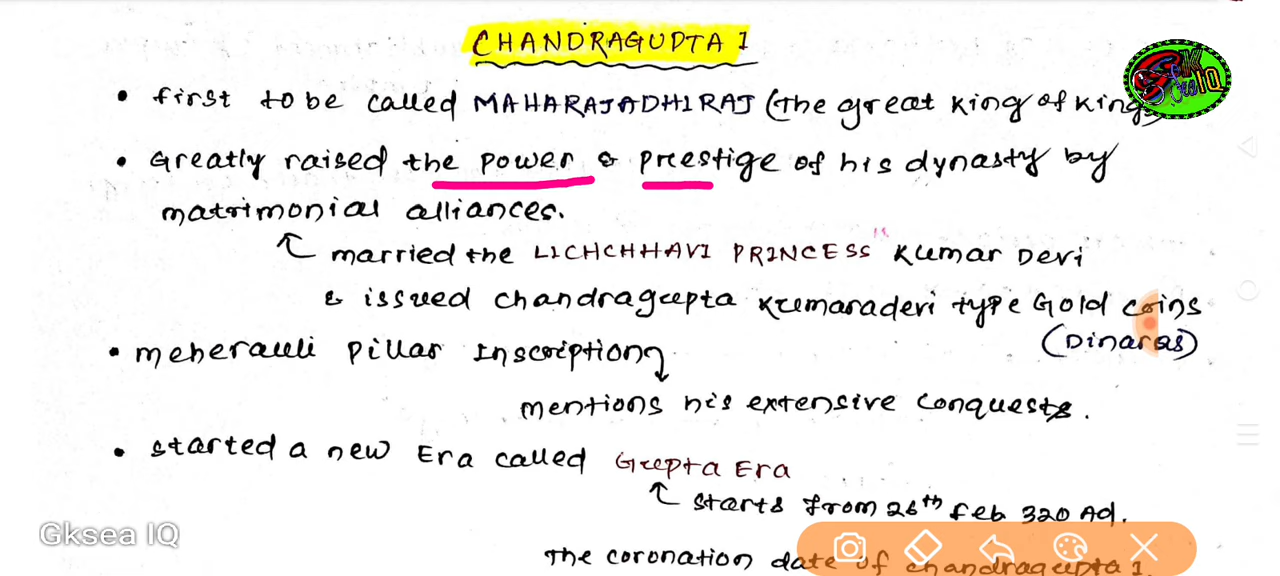 CHANDRAGUPTA I
• first to be called MAHARAJADHIRAJ (the great king of kings)
• Greatly raised the power & prestige of his dynasty by
matrimonial alliances.
married the LICHCHHAVI PRINCESS " Kumar Devi
& issued Chandragupta Kumaradevi type Gold coins
(Dinaras)
• meherauli pillar Inscription
mentions his extensive conquests.
• started a new Era called Gupta Era
starts from 26th feb 320 AD.
Gksea IQ
The coronation date of chandragupta 1